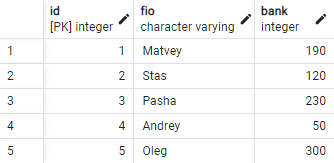 id fio bank
[PK] integer character varying integer
1 1 Matvey 190
2 2 Stas 120
3 3 Pasha 230
4 4 Andrey 50
5 5 Oleg 300